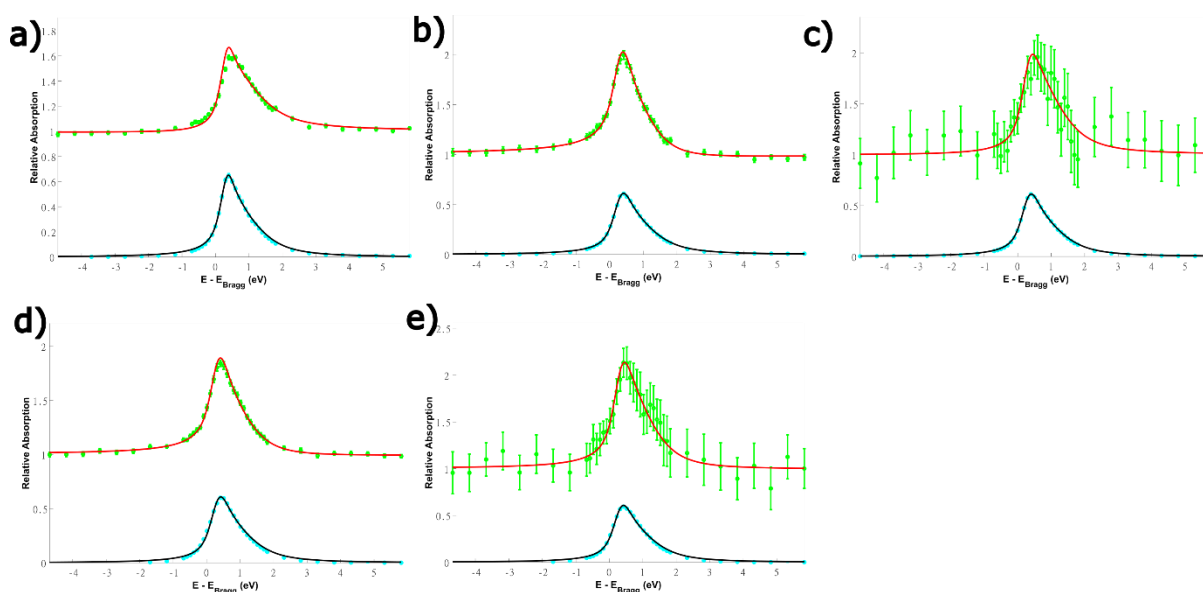 a)
Relative Absorption
1.8
1.6
1.4
1.2
1
0.8
0.6
0.4
0.2
0
-4 -3 -2 -1 0 1 2 3 4 5
E - EBragg (eV)
b)
Relative Absorption
2
1.5
1
0.5
0
-4 -3 -2 -1 0 1 2 3 4 5
E - EBragg (eV)
c)
Relative Absorption
2
1.5
1
0.5
0
-4 -3 -2 -1 0 1 2 3 4 5
E - EBragg (eV)
d)
Relative Absorption
2
1.5
1
0.5
0
-4 -3 -2 -1 0 1 2 3 4 5
E - EBragg (eV)
e)
Relative Absorption
2.5
2
1.5
1
0.5
0
-4 -3 -2 -1 0 1 2 3 4 5
E - EBragg (eV)